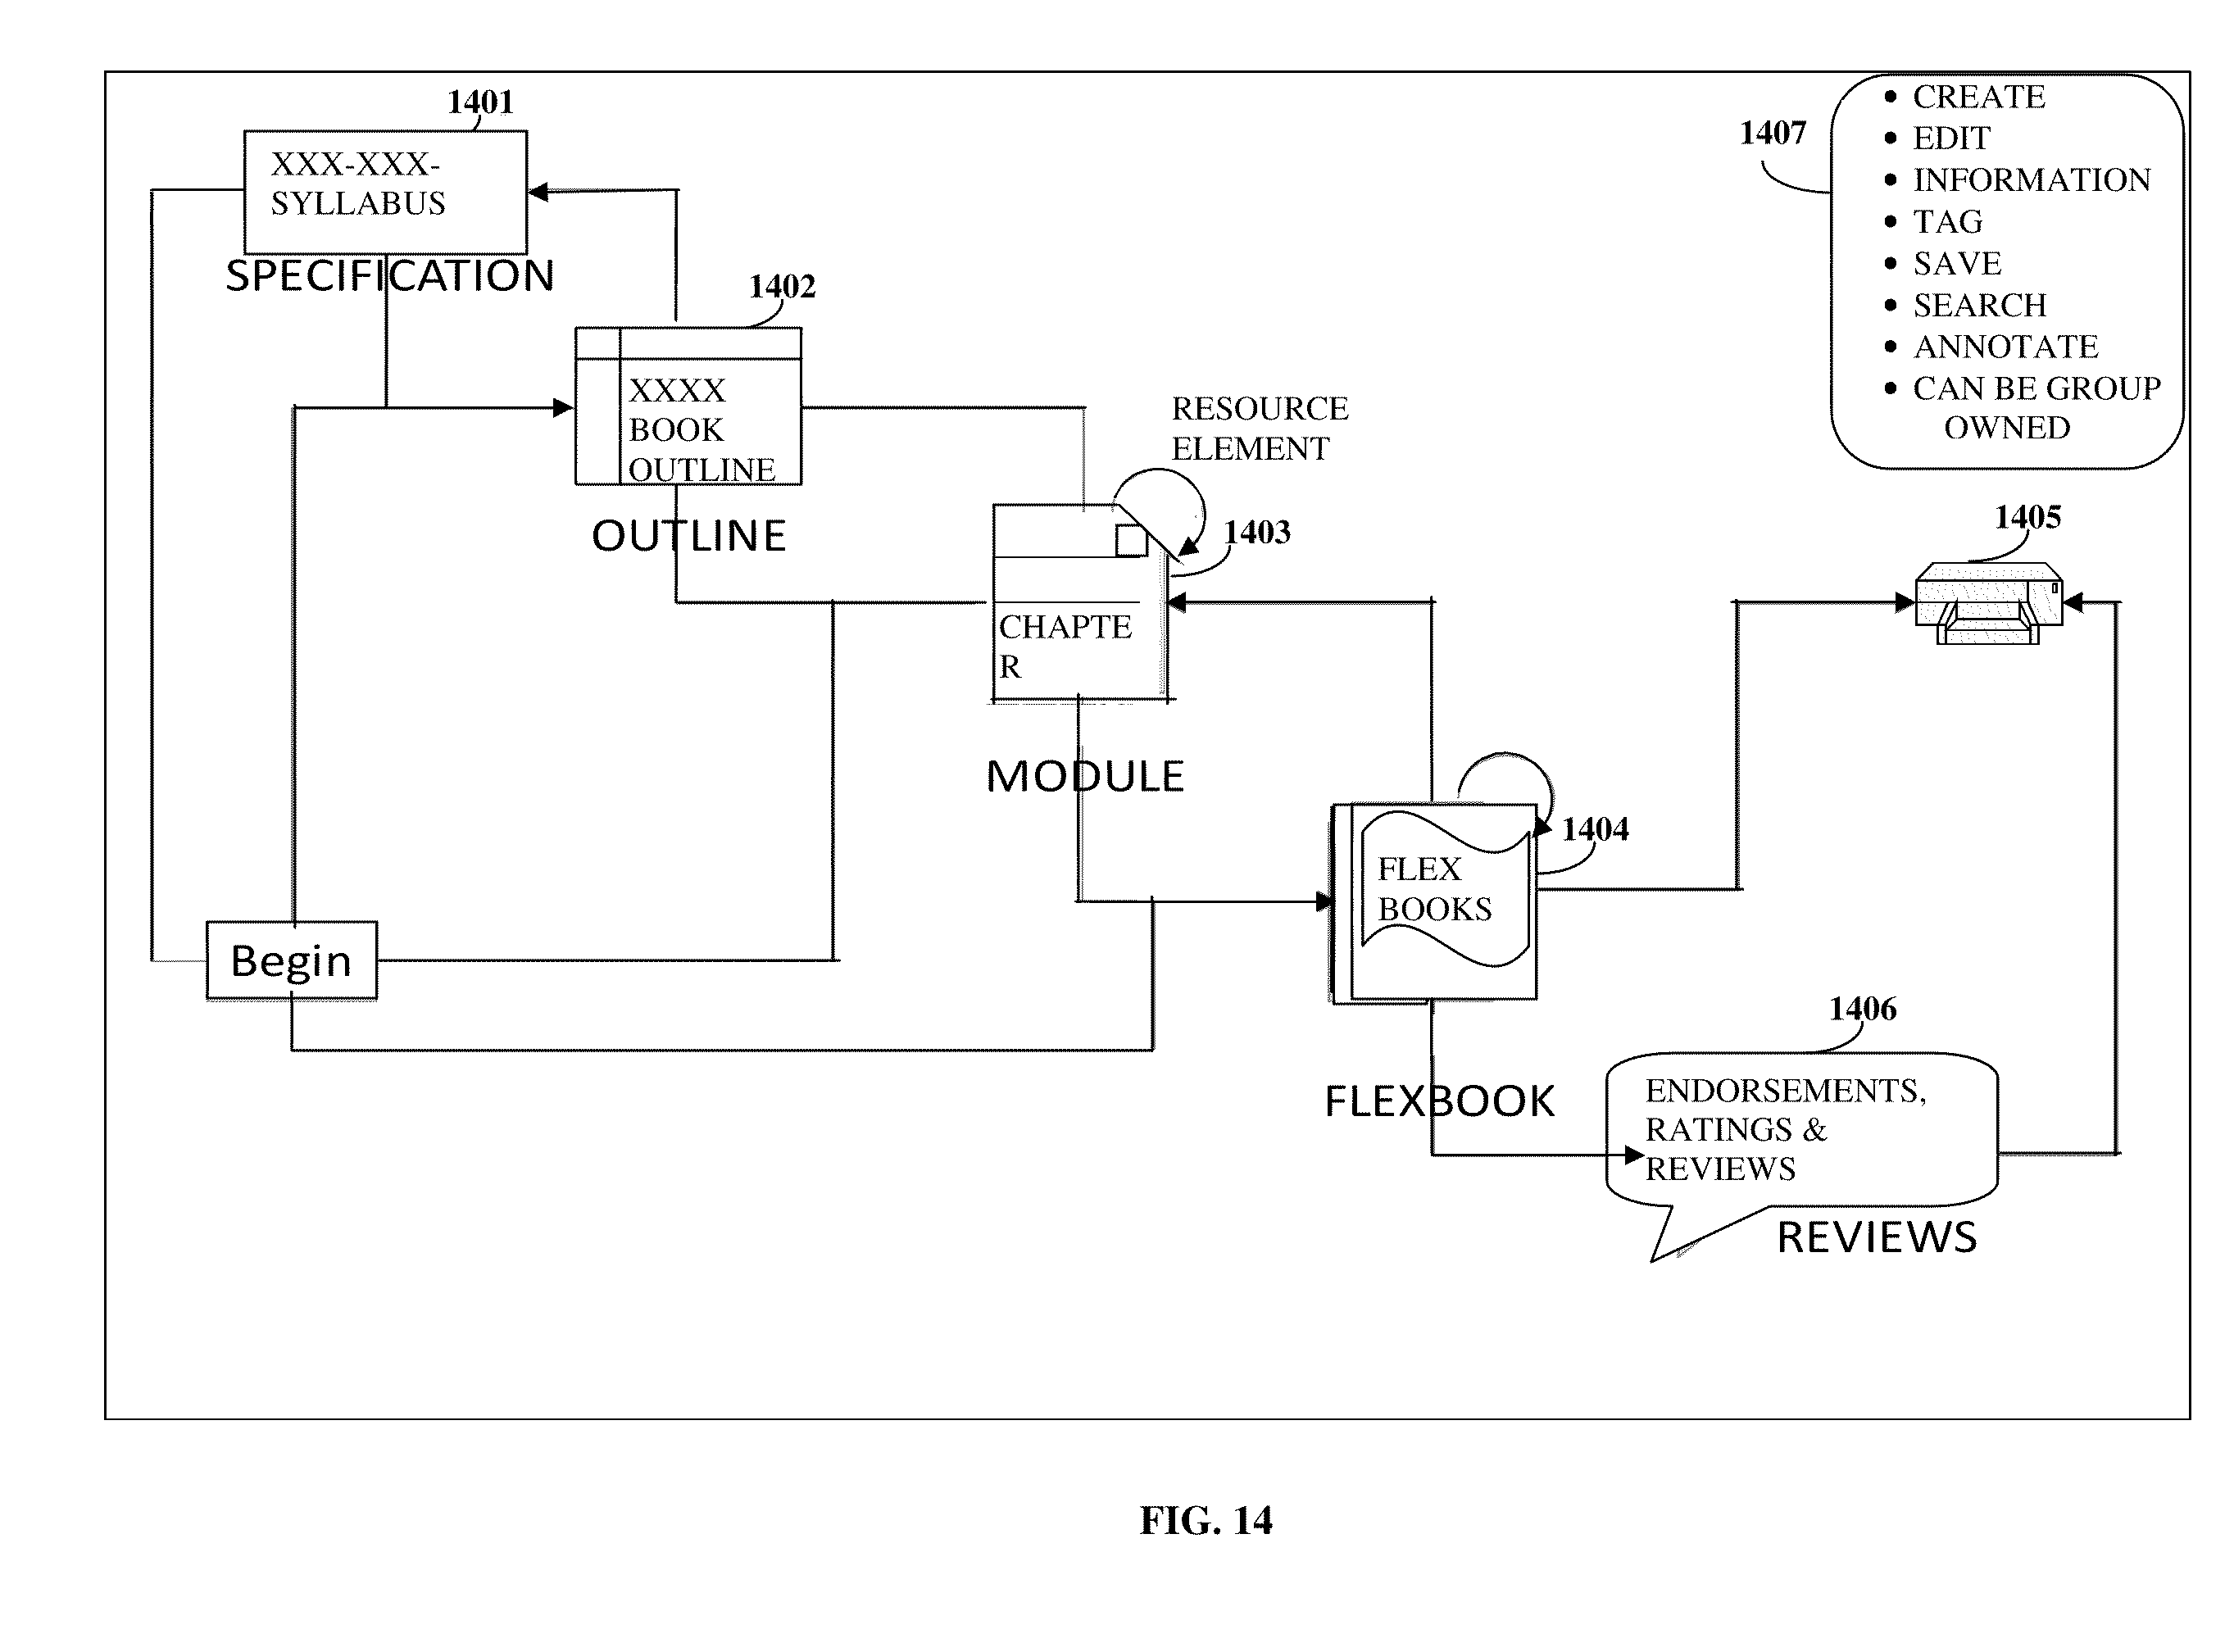 1401
XXX-XXX-
SYLLABUS
SPECIFICATION
1402
XXXX
BOOK
OUTLINE
OUTLINE
RESOURCE
ELEMENT
1403
CHAPTE
R
MODULE
1407
• CREATE
• EDIT
• INFORMATION
• TAG
• SAVE
• SEARCH
• ANNOTATE
• CAN BE GROUP
OWNED
1405
1404
FLEX
BOOKS
FLEXBOOK
Begin
1406
ENDORSEMENTS,
RATINGS &
REVIEWS
REVIEWS
FIG. 14